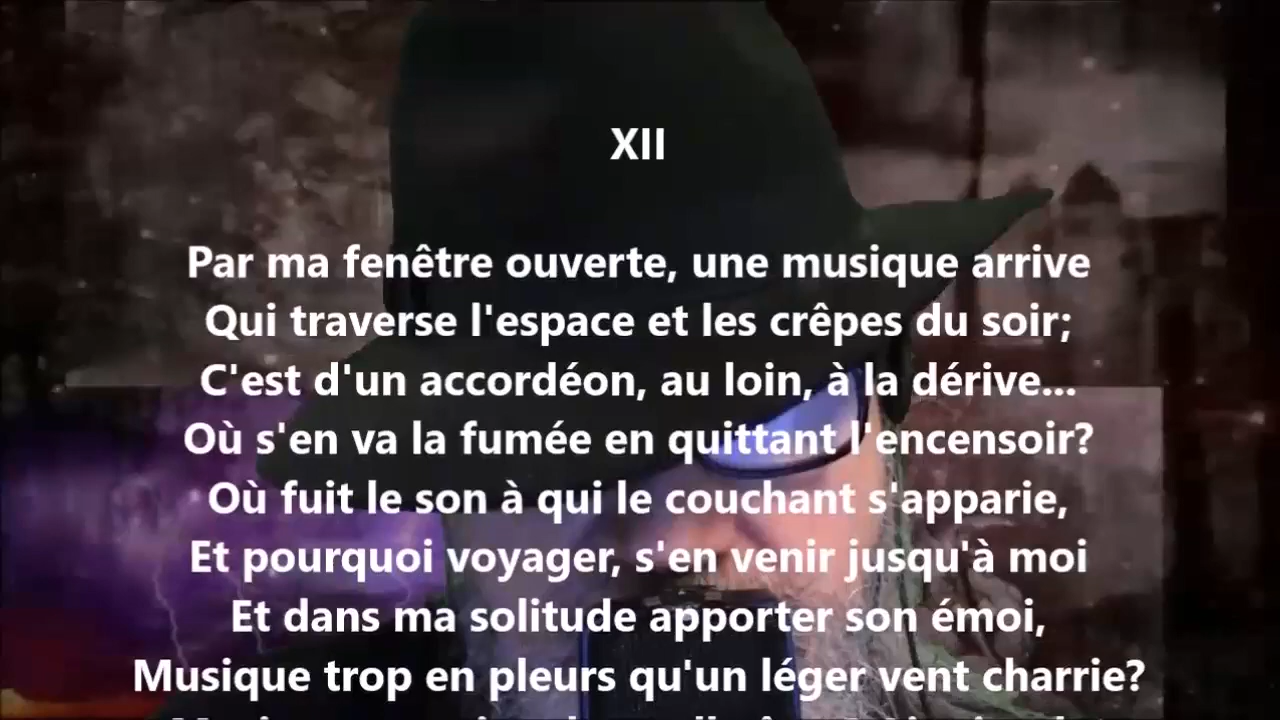 XII
Par ma fenêtre ouverte, une musique arrive
Qui traverse l'espace et les crêpes du soir;
C'est d'un accordéon, au loin, à la dérive...
Où s'en va la fumée en quittant l'encensoir?
Où fuit le son à qui le couchant s'apparie,
Et pourquoi voyager, s'en venir jusqu'à moi
Et dans ma solitude apporter son émoi,
Musique trop en pleurs qu'un léger vent charrie?